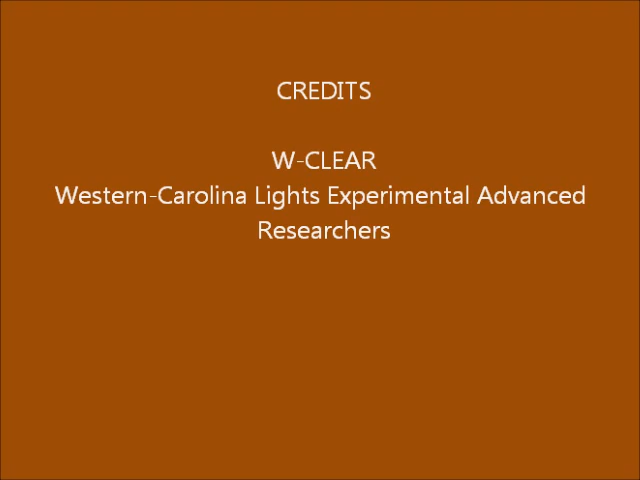 CREDITS
W-CLEAR
Western-Carolina Lights Experimental Advanced
Researchers